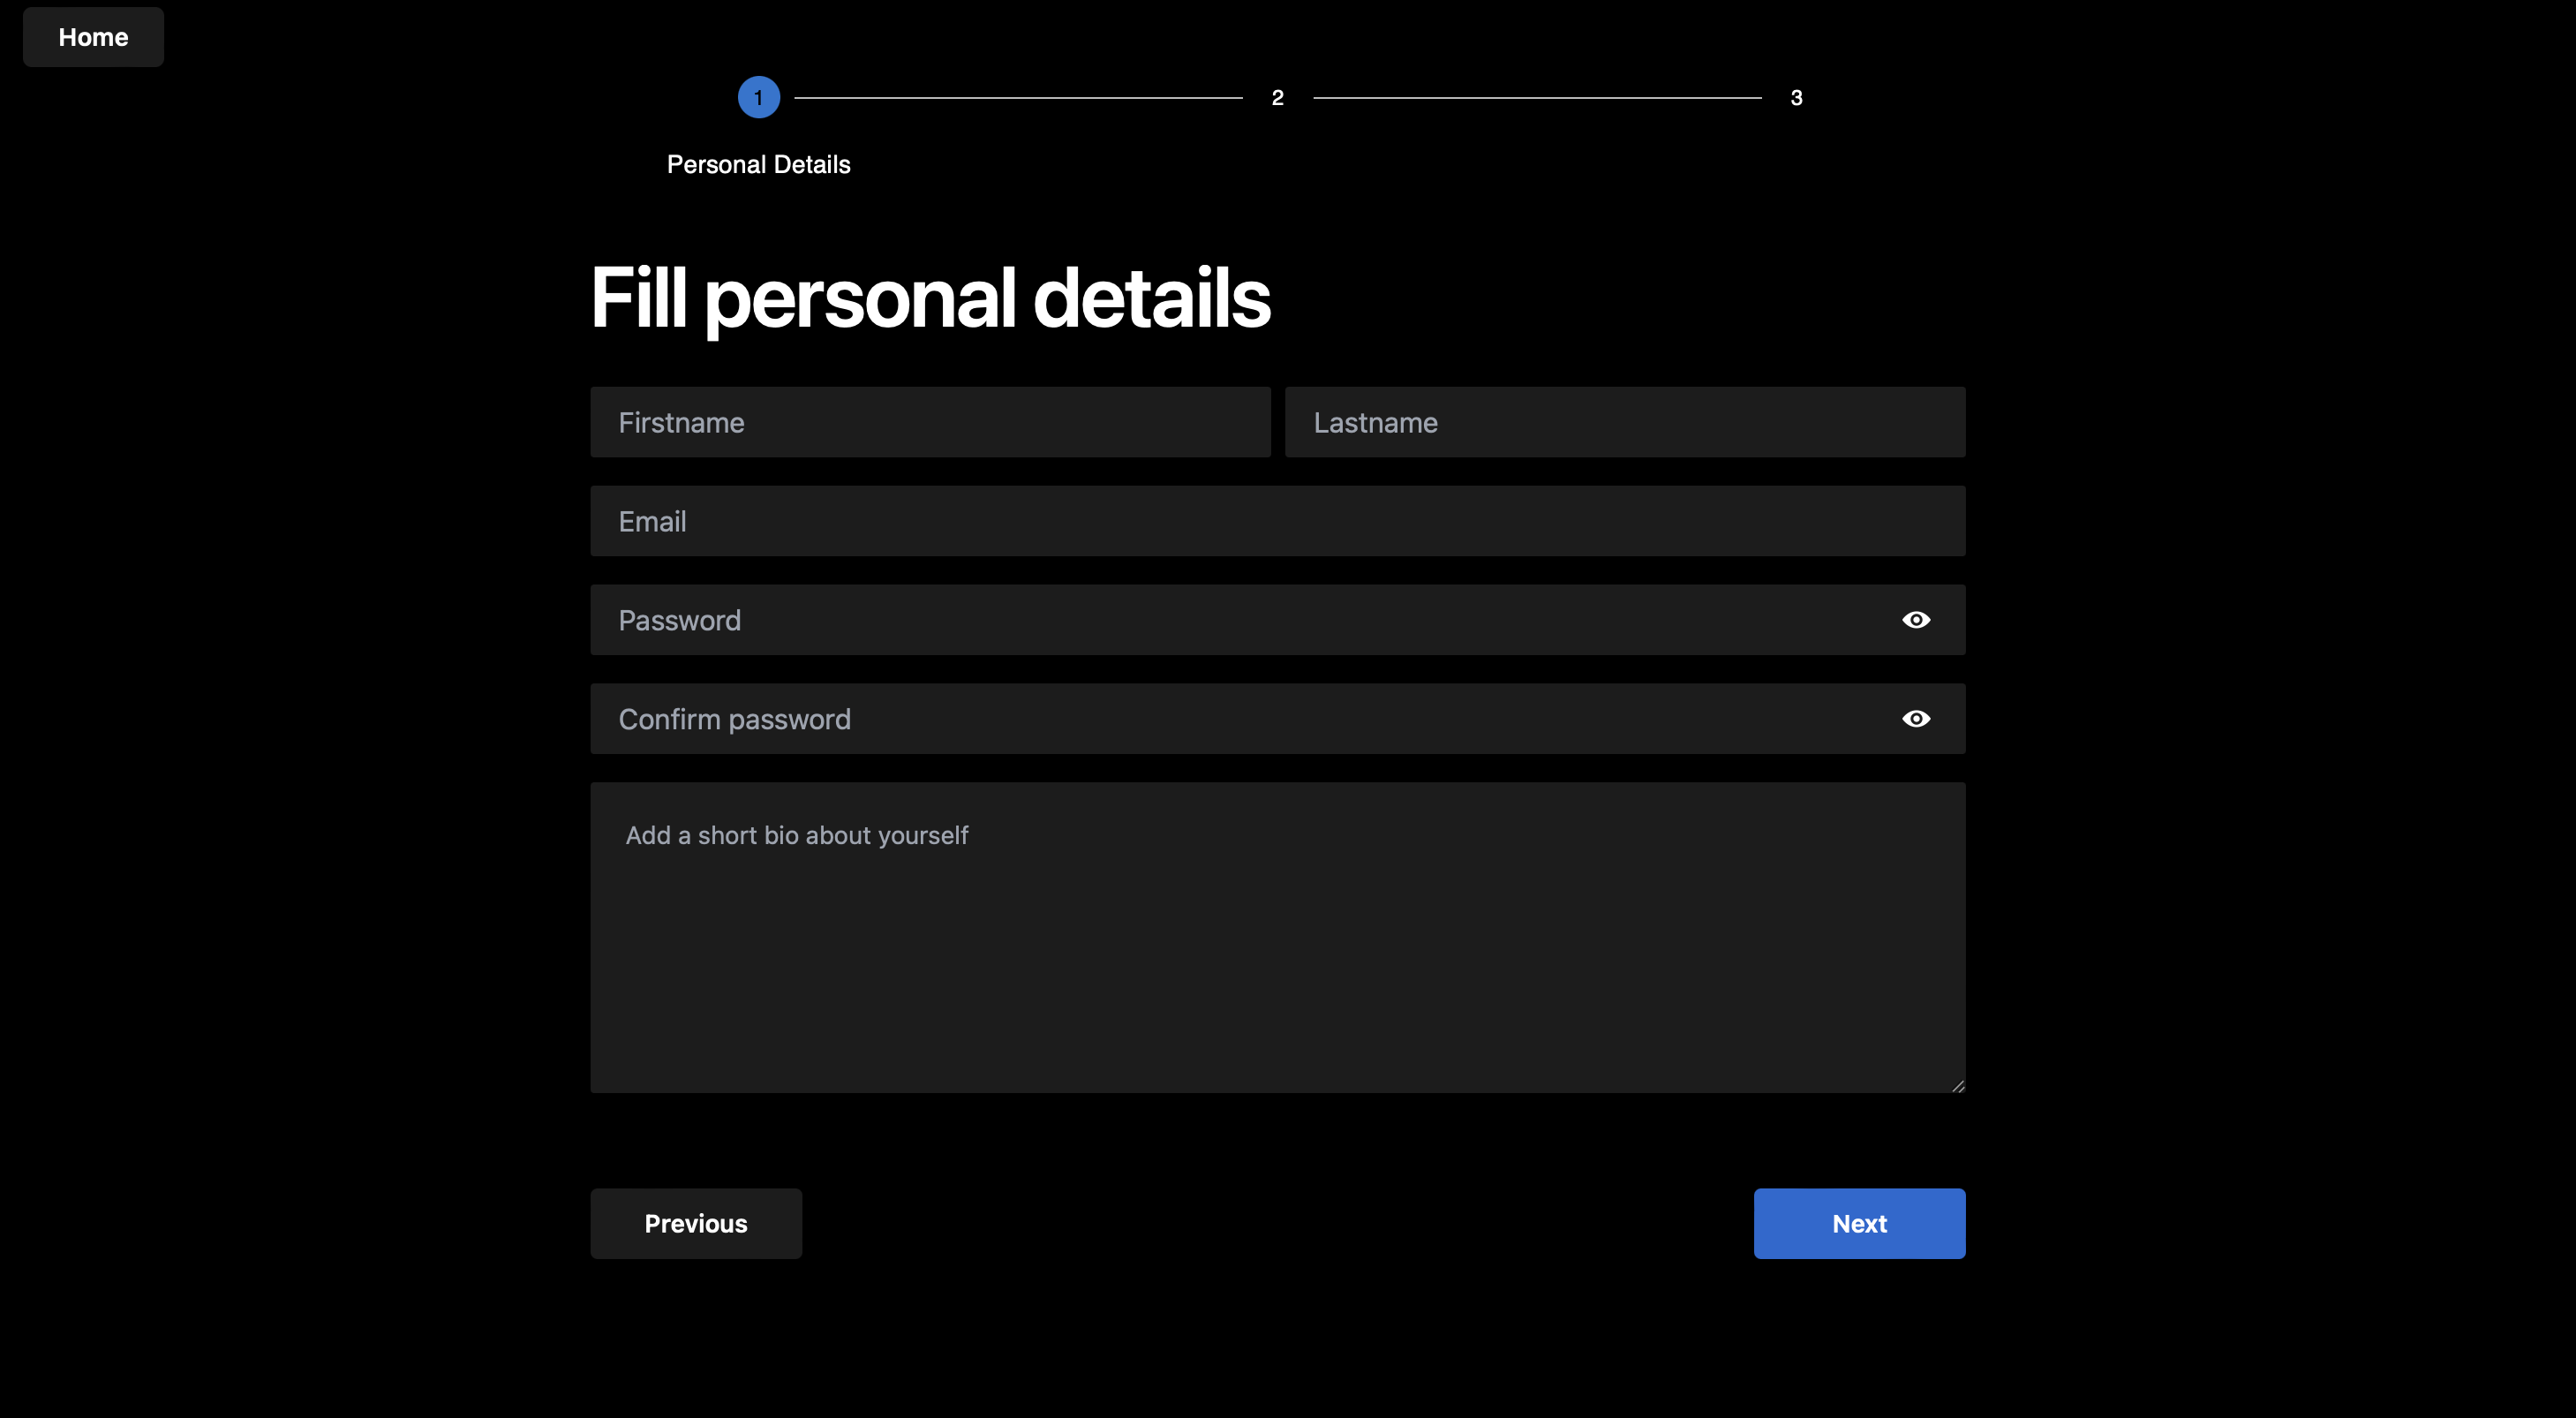 Home
1 2 3
Personal Details
Fill personal details
Firstname Lastname
Email
Password
Confirm password
Add a short bio about yourself
Previous Next